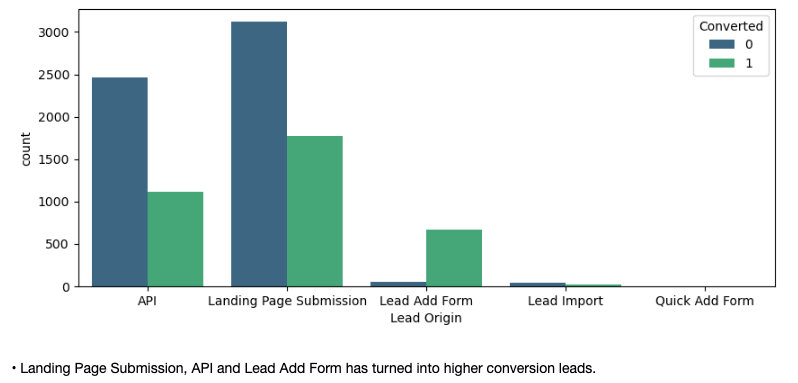 3000
2500
2000
1500
1000
500
0
count
Converted
0
1
API
Landing Page Submission
Lead Add Form
Lead Import
Quick Add Form
Lead Origin
• Landing Page Submission, API and Lead Add Form has turned into higher conversion leads.